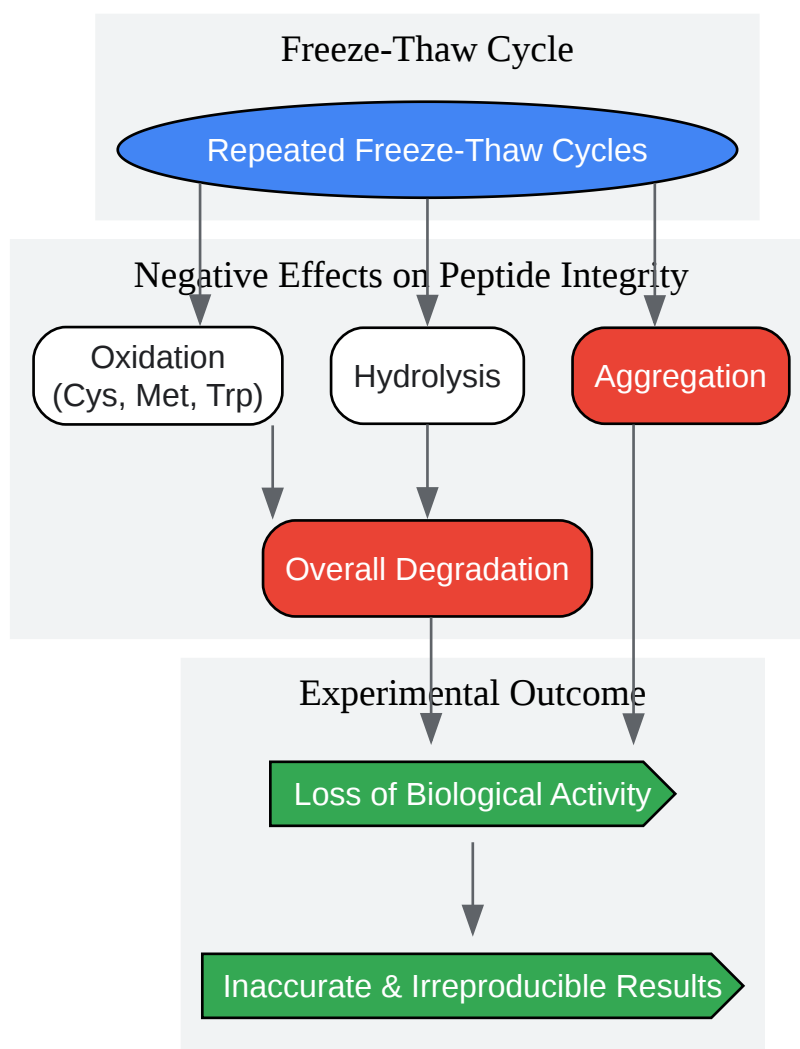 Freeze-Thaw Cycle
Repeated Freeze-Thaw Cycles
Negative Effects on Peptide Integrity
Oxidation
(Cys, Met, Trp)
Hydrolysis
Aggregation
Overall Degradation
Experimental Outcome
Loss of Biological Activity
Inaccurate & Irreproducible Results